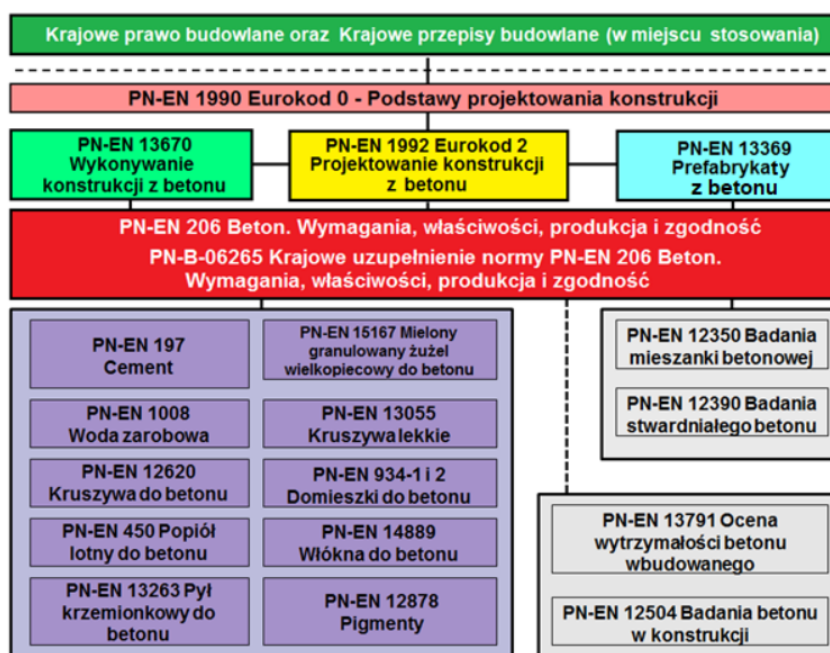 Krajowe prawo budowlane oraz Krajowe przepisy budowlane (w miejscu stosowania)
PN-EN 1990 Eurokod 0 - Podstawy projektowania konstrukcji
PN-EN 13670
Wykonywanie
konstrukcji z betonu
PN-EN 1992 Eurokod 2
Projektowanie konstrukcji
z betonu
PN-EN 13369
Prefabrykaty
z betonu
PN-EN 206 Beton. Wymagania, właściwości, produkcja i zgodność
PN-B-06265 Krajowe uzupełnienie normy PN-EN 206 Beton.
Wymagania, właściwości, produkcja i zgodność
PN-EN 197
Cement
PN-EN 15167 Mielony
granulowany żużel
wielkopiecowy do betonu
PN-EN 1008
Woda zarobowa
PN-EN 13055
Kruszywa lekkie
PN-EN 12620
Kruszywa do betonu
PN-EN 934-1 i 2
Domieszki do betonu
PN-EN 450 Popiół
lotny do betonu
PN-EN 14889
Włókna do betonu
PN-EN 13263 Pył
krzemionkowy do
betonu
PN-EN 12878
Pigmenty
PN-EN 12350 Badania
mieszanki betonowej
PN-EN 12390 Badania
stwardniałego betonu
PN-EN 13791 Ocena
wytrzymałości betonu
wbudowanego
PN-EN 12504 Badania betonu
w konstrukcji